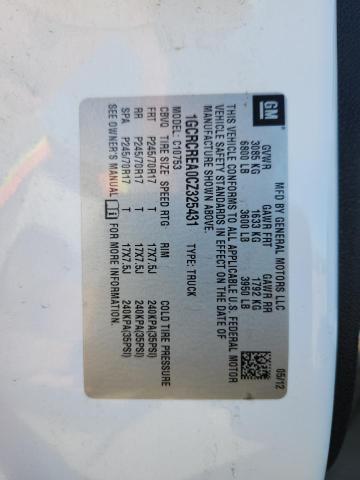 GM
MFD BY GENERAL MOTORS LLC 05/12
GVWR GAWR FRT GAWR RR
3085 KG 1633 KG 1792 KG
6800 LB 3600 LB 3950 LB
THIS VEHICLE CONFORMS TO ALL APPLICABLE U.S. FEDERAL MOTOR
VEHICLE SAFETY STANDARDS IN EFFECT ON THE DATE OF
MANUFACTURE SHOWN ABOVE.
1GCRCREA0CZ325431 TYPE: TRUCK
MODEL: C10753
CBVQ TIRE SIZE SPEED RTG RIM COLD TIRE PRESSURE
FRT P245/70R17 T 17X7.5J 240KPA(35PSI)
RR P245/70R17 T 17X7.5J 240KPA(35PSI)
SPA P245/70R17 T 17X7.5J 240KPA(35PSI)
SEE OWNER'S MANUAL FOR MORE INFORMATION.